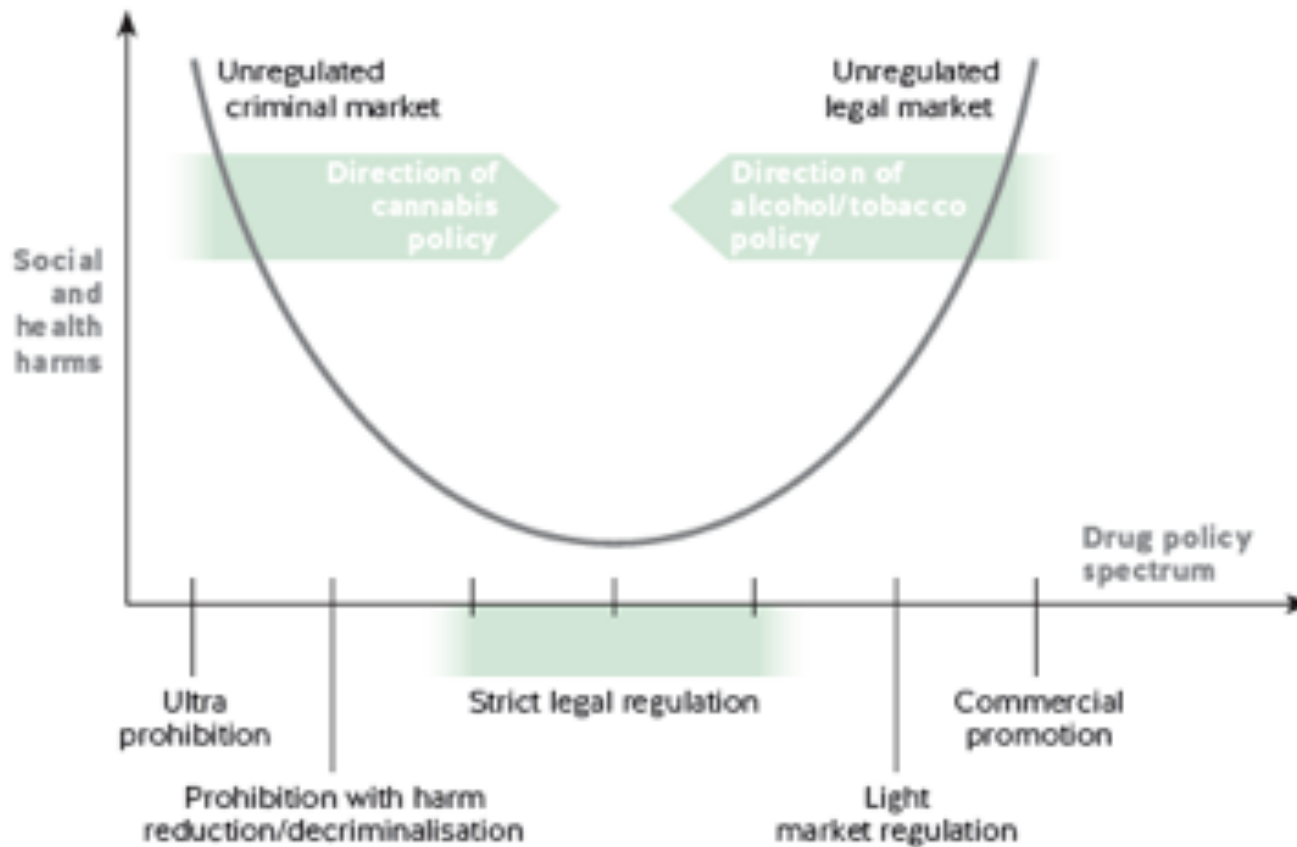 Unregulated
criminal market
Unregulated
legal market
Direction of
cannabis
policy
Direction of
alcohol/tobacco
policy
Social
and
health
harms
Drug policy
spectrum
Ultra
prohibition
Strict legal regulation
Commercial
promotion
Prohibition with harm
reduction/decriminalisation
Light
market regulation